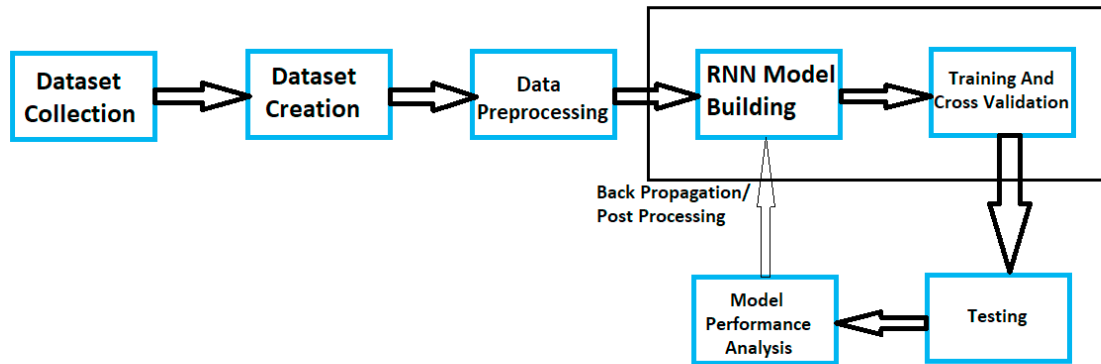 Dataset
Collection
Dataset
Creation
Data
Preprocessing
RNN Model
Building
Training And
Cross Validation
Back Propagation/
Post Processing
Model
Performance
Analysis
Testing